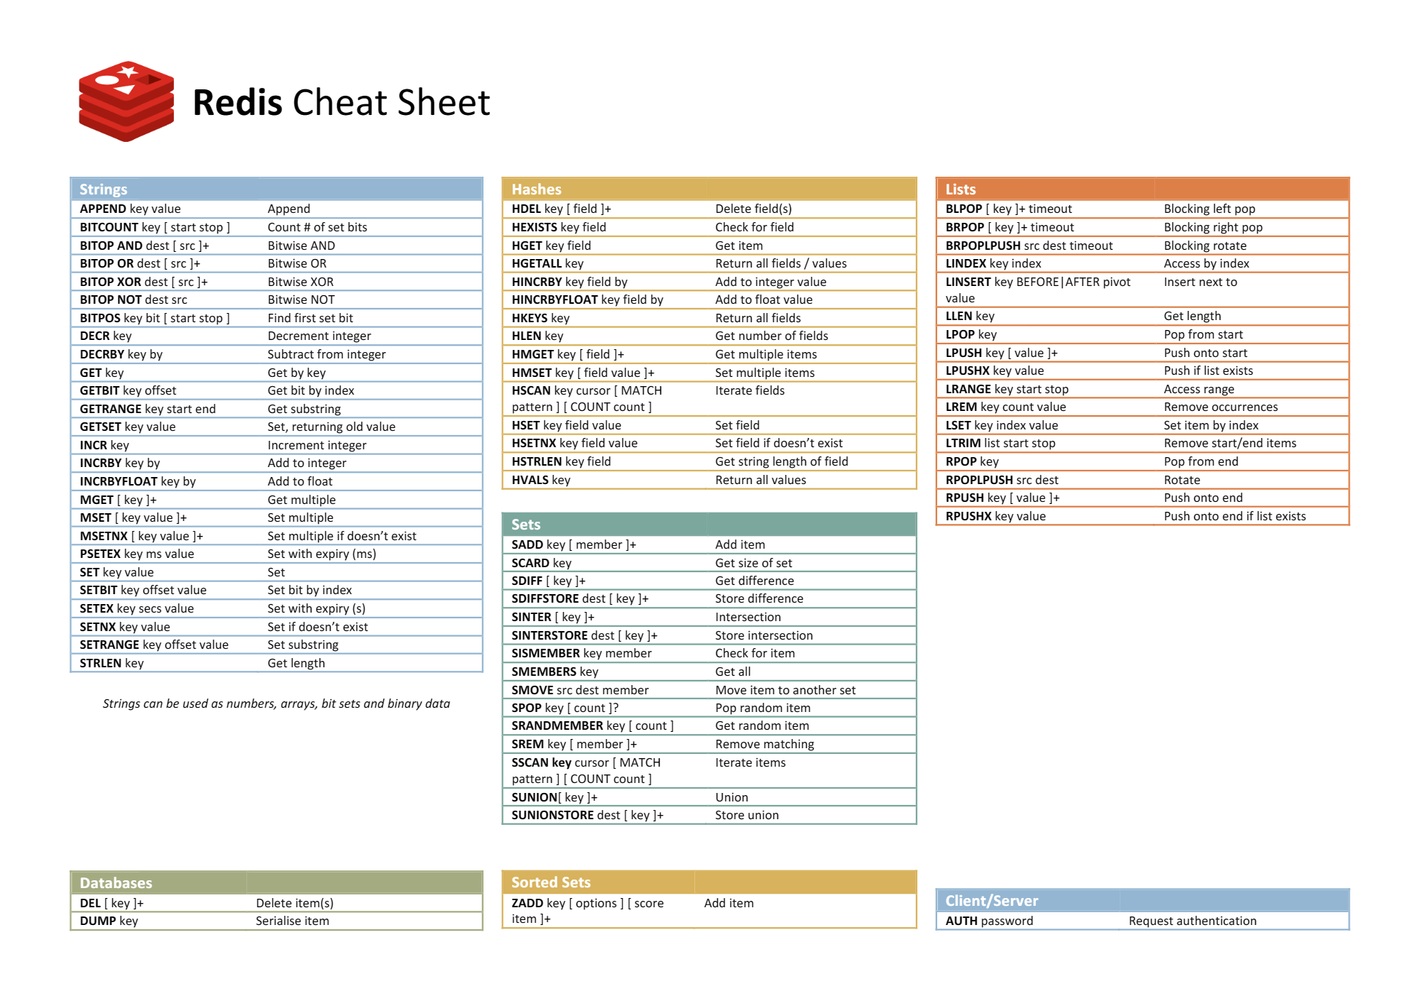 Redis Cheat Sheet
Strings
APPEND key value Append
BITCOUNT key [ start stop ] Count # of set bits
BITOP AND dest [ src ]+ Bitwise AND
BITOP OR dest [ src ]+ Bitwise OR
BITOP XOR dest [ src ]+ Bitwise XOR
BITOP NOT dest src Bitwise NOT
BITPOS key bit [ start stop ] Find first set bit
DECR key Decrement integer
DECRBY key by Subtract from integer
GET key Get by key
GETBIT key offset Get bit by index
GETRANGE key start end Get substring
GETSET key value Set, returning old value
INCR key Increment integer
INCRBY key by Add to integer
INCRBYFLOAT key by Add to float
MGET [ key ]+ Get multiple
MSET [ key value ]+ Set multiple
MSETNX [ key value ]+ Set multiple if doesn’t exist
PSETEX key ms value Set with expiry (ms)
SET key value Set
SETBIT key offset value Set bit by index
SETEX key secs value Set with expiry (s)
SETNX key value Set if doesn’t exist
SETRANGE key offset value Set substring
STRLEN key Get length
Strings can be used as numbers, arrays, bit sets and binary data
Hashes
HDEL key [ field ]+ Delete field(s)
HEXISTS key field Check for field
HGET key field Get item
HGETALL key Return all fields / values
HINCRBY key field by Add to integer value
HINCRBYFLOAT key field by Add to float value
HKEYS key Return all fields
HLEN key Get number of fields
HMGET key [ field ]+ Get multiple items
HMSET key [ field value ]+ Set multiple items
HSCAN key cursor [ MATCH Iterate fields
pattern ] [ COUNT count ]
HSET key field value Set field
HSETNX key field value Set field if doesn’t exist
HSTRLEN key field Get string length of field
HVALS key Return all values
Sets
SADD key [ member ]+ Add item
SCARD key Get size of set
SDIFF [ key ]+ Get difference
SDIFFSTORE dest [ key ]+ Store difference
SINTER [ key ]+ Intersection
SINTERSTORE dest [ key ]+ Store intersection
SISMEMBER key member Check for item
SMEMBERS key Get all
SMOVE src dest member Move item to another set
SPOP key [ count ]? Pop random item
SRANDMEMBER key [ count ] Get random item
SREM key [ member ]+ Remove matching
SSCAN key cursor [ MATCH Iterate items
pattern ] [ COUNT count ]
SUNION[ key ]+ Union
SUNIONSTORE dest [ key ]+ Store union
Lists
BLPOP [ key ]+ timeout Blocking left pop
BRPOP [ key ]+ timeout Blocking right pop
BRPOPLPUSH src dest timeout Blocking rotate
LINDEX key index Access by index
LINSERT key BEFORE|AFTER pivot Insert next to
value
LLEN key Get length
LPOP key Pop from start
LPUSH key [ value ]+ Push onto start
LPUSHX key value Push if list exists
LRANGE key start stop Access range
LREM key count value Remove occurrences
LSET key index value Set item by index
LTRIM list start stop Remove start/end items
RPOP key Pop from end
RPOPLPUSH src dest Rotate
RPUSH key [ value ]+ Push onto end
RPUSHX key value Push onto end if list exists
Databases
DEL [ key ]+ Delete item(s)
DUMP key Serialise item
Sorted Sets
ZADD key [ options ] [ score Add item
item ]+
Client/Server
AUTH password Request authentication